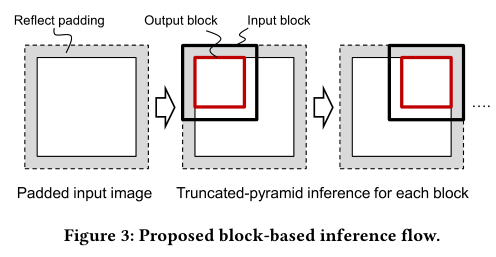 Reflect padding
Output block
Input block
....
Padded input image
Truncated-pyramid inference for each block
Figure 3: Proposed block-based inference flow.